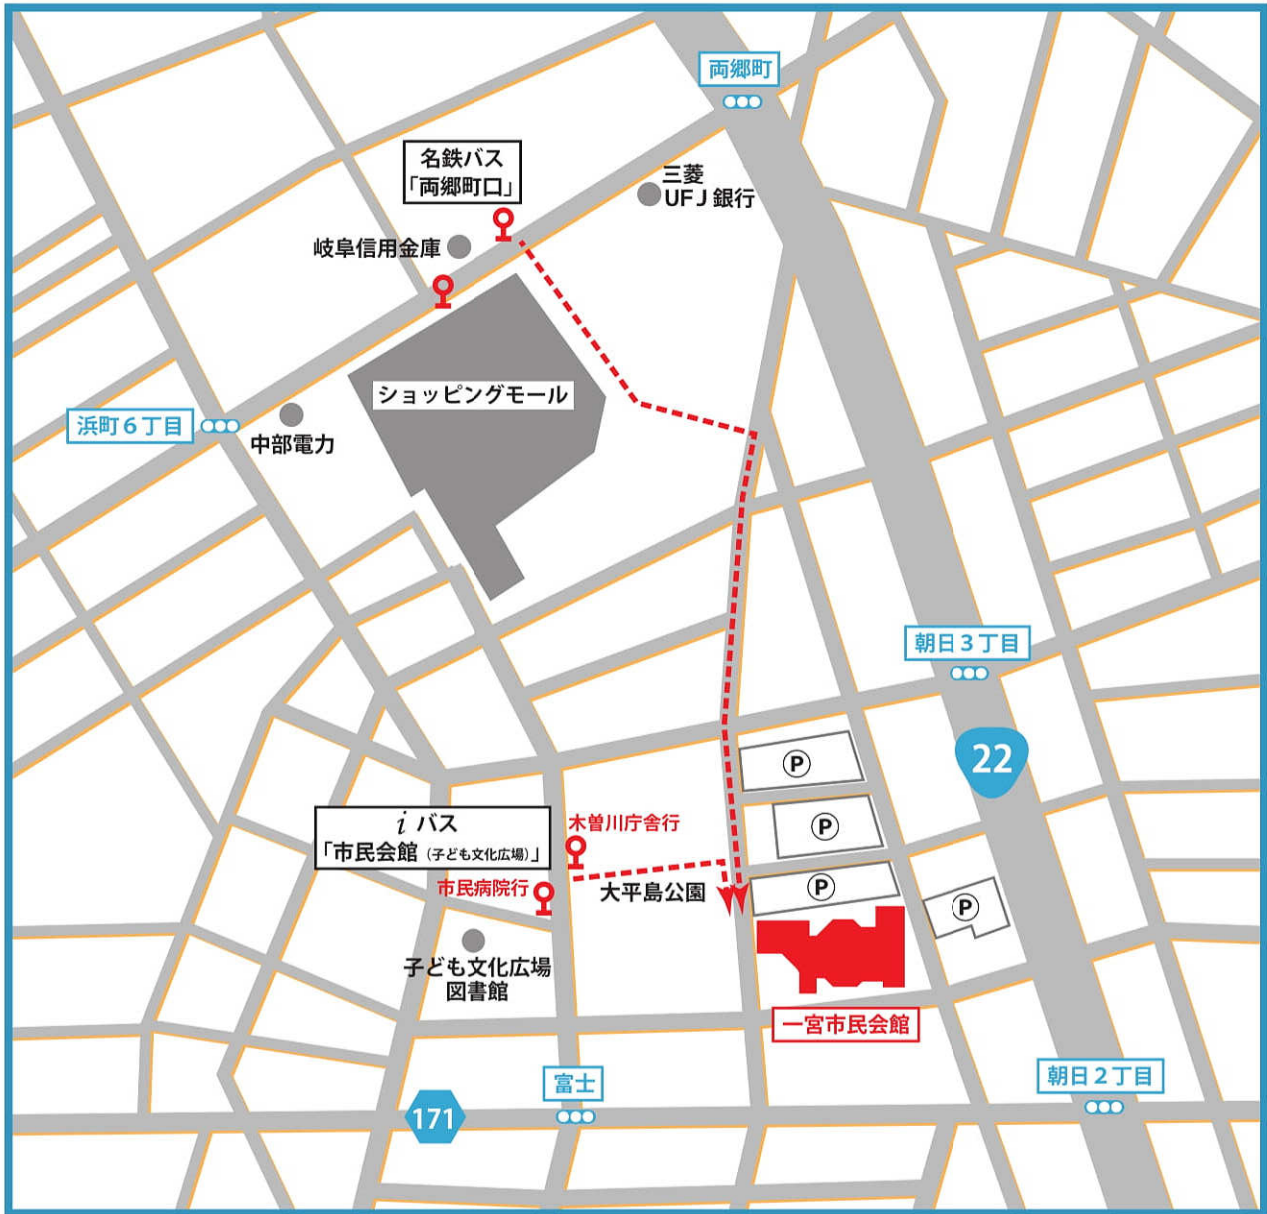 両郷町
名鉄バス
「両郷町口」
三菱
UFJ 銀行
岐阜信用金庫
ショッピングモール
浜町6丁目
中部電力
朝日3丁目
22
P
P
P
P
i バス
「市民会館（子ども文化広場）」
木曽川庁舎行
市民病院行
大平島公園
子ども文化広場
図書館
一宮市民会館
富士
朝日2丁目
171